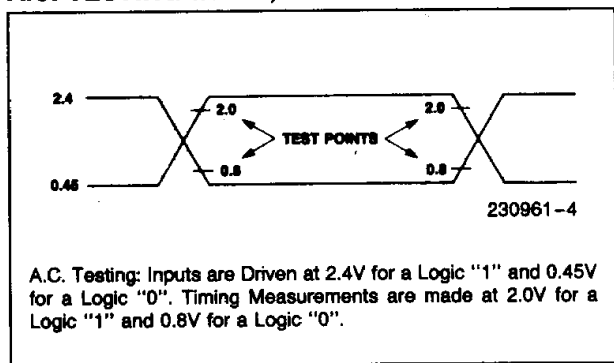 2.4
2.0
2.0
TEST POINTS
0.8
0.8
0.45
230961-4
A.C. Testing: Inputs are Driven at 2.4V for a Logic "1" and 0.45V
for a Logic "0". Timing Measurements are made at 2.0V for a
Logic "1" and 0.8V for a Logic "0".